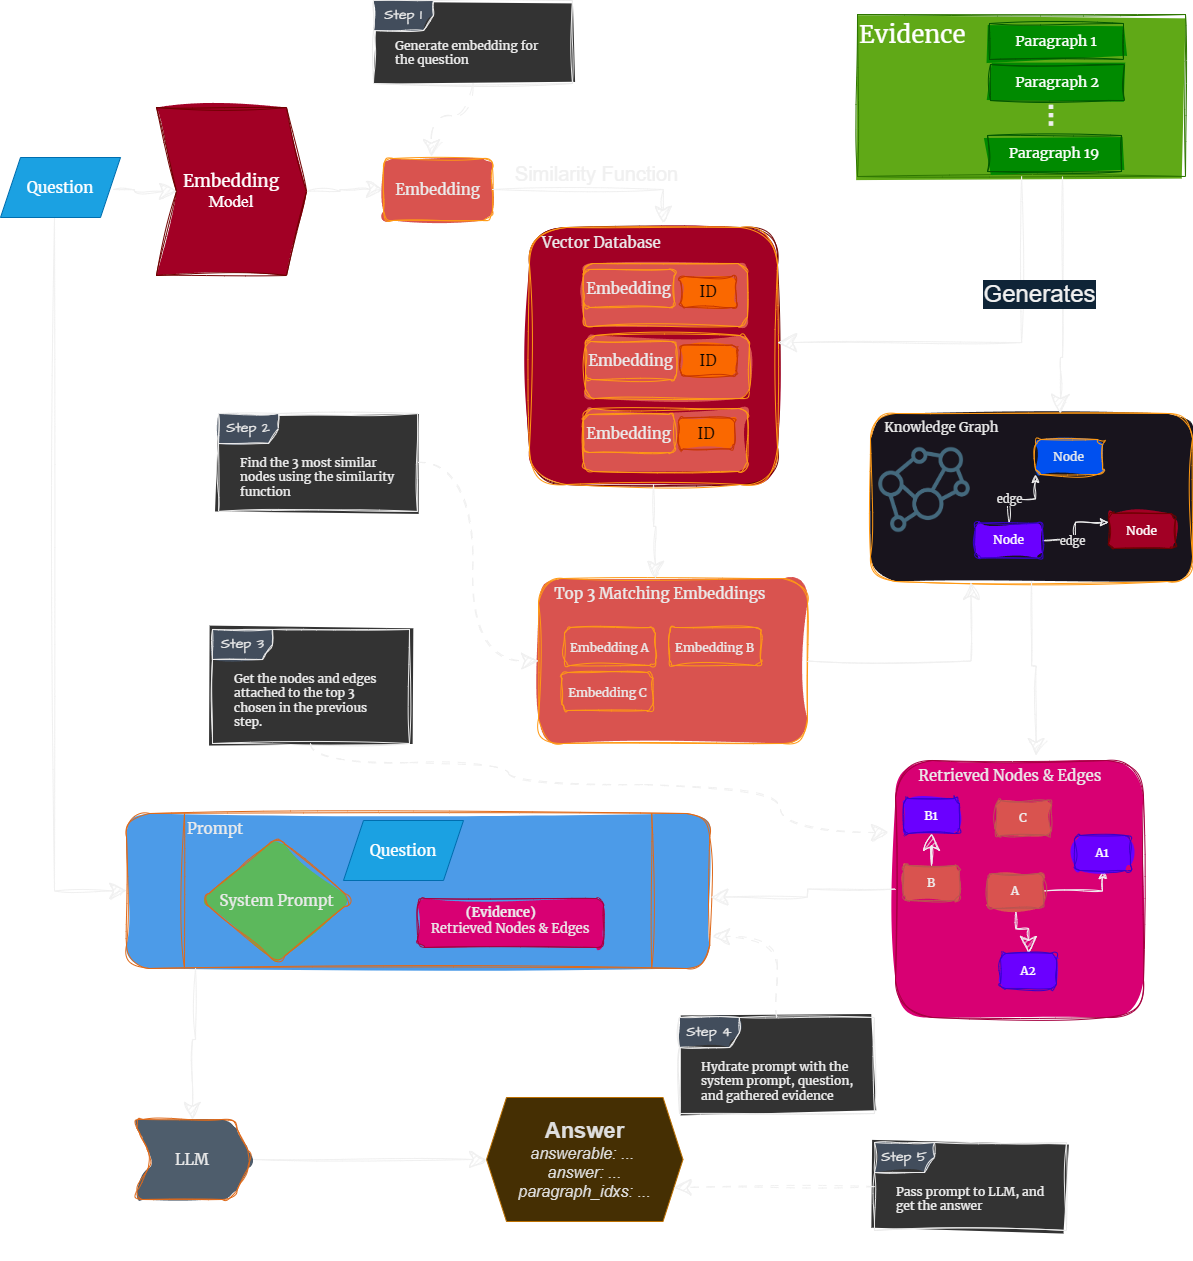 Step 1
Generate embedding for
the question
Evidence
Paragraph 1
Paragraph 2
⋮
Paragraph 19
Question
Embedding
Model
Embedding
Similarity Function
Vector Database
Embedding
ID
Embedding
ID
Embedding
ID
Generates
Step 2
Find the 3 most similar
nodes using the similarity
function
Knowledge Graph
Node
edge
Node
edge
Node
Top 3 Matching Embeddings
Embedding A
Embedding B
Embedding C
Step 3
Get the nodes and edges
attached to the top 3
chosen in the previous
step.
Retrieved Nodes & Edges
B1
C
A1
B
A
A2
Prompt
Question
System Prompt
(Evidence)
Retrieved Nodes & Edges
Step 4
Hydrate prompt with the
system prompt, question,
and gathered evidence
LLM
Answer
answerable: ...
answer: ...
paragraph_idxs: ...
Step 5
Pass prompt to LLM, and
get the answer